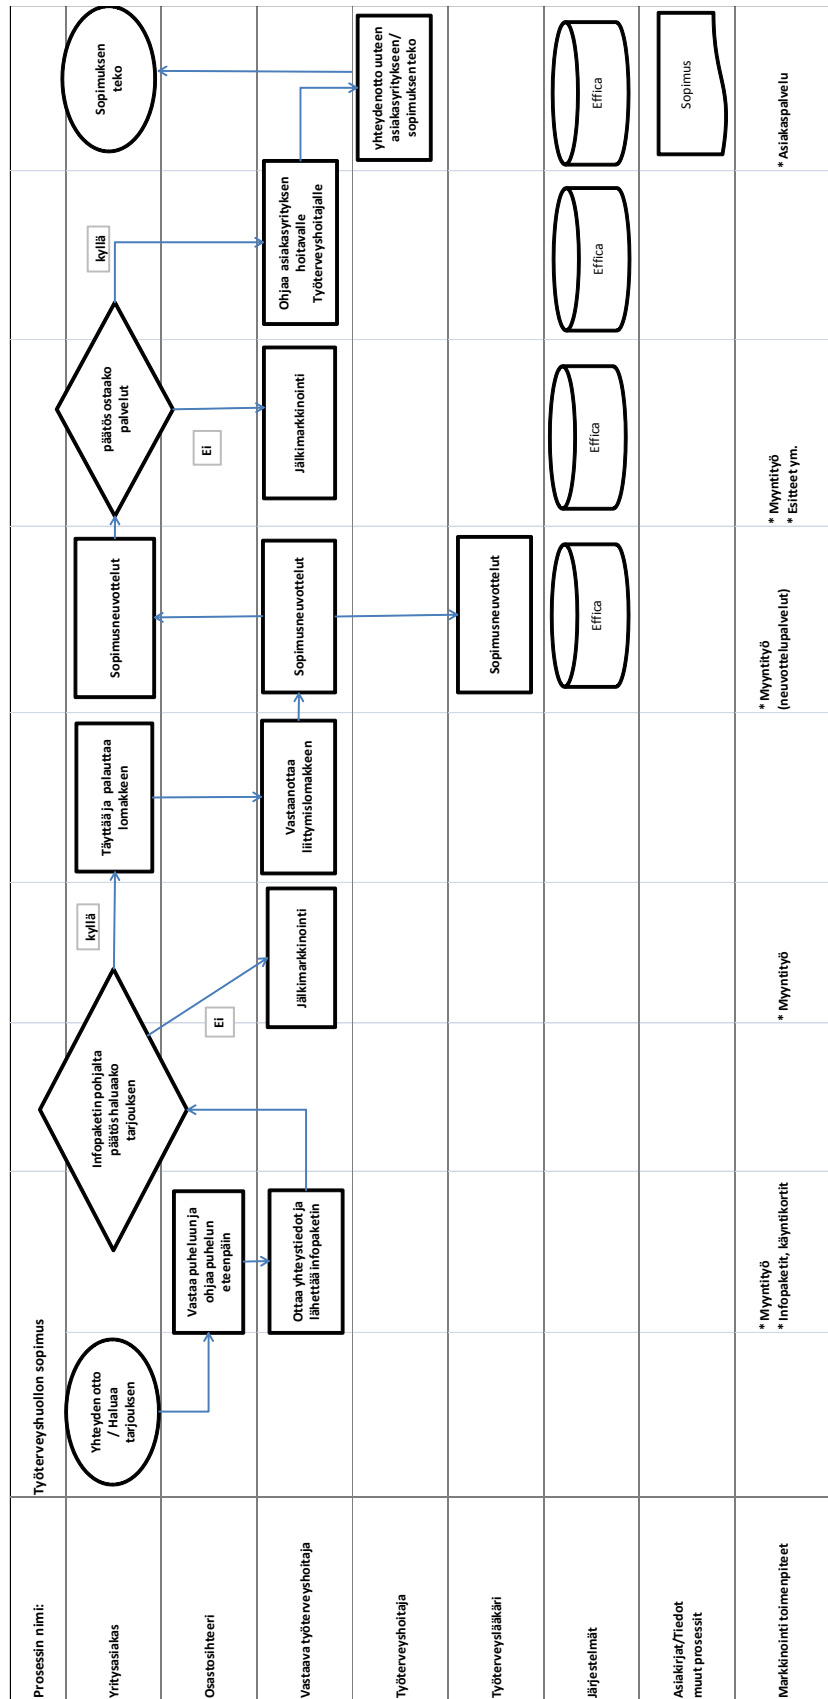 Prosessin nimi:
Työterveyshuollon sopimus
Yritysasiakas
Yhteyden otto
/ Haluaa
tarjouksen
Infopaketin pohjalta
päätös haluaako
tarjouksen
kyllä
Ei
Täyttää ja palauttaa
lomakkeen
Sopimusneuvottelut
päätös ostaako
palvelut
kyllä
Ei
Sopimuksen
teko
Osastosihteeri
Vastaa puheluun ja
ohjaa puhelun
eteenpäin
Vastaava työterveyshoitaja
Ottaa yhteystiedot ja
lähettää infopaketin
Jälkimarkkinointi
Vastaanottaa
liittymislomakkeen
Sopimusneuvottelut
Jälkimarkkinointi
Ohjaa asiakasyrityksen
hoitavalle
Työterveyshoitajalle
Työterveyshoitaja
yhteydenotto uuteen
asiakasyritykseen/
sopimuksen teko
Työterveyslääkäri
Sopimusneuvottelut
Järjestelmät
Effica
Effica
Effica
Effica
Asiakirjat/Tiedot
muut prosessit
Sopimus
Markkinointi toimenpiteet
* Myyntityö
* Infopaketit, käyntikortit
* Myyntityö
* Myyntityö
(neuvottelupalvelut)
* Myyntityö
* Esitteet ym.
* Asiakaspalvelu